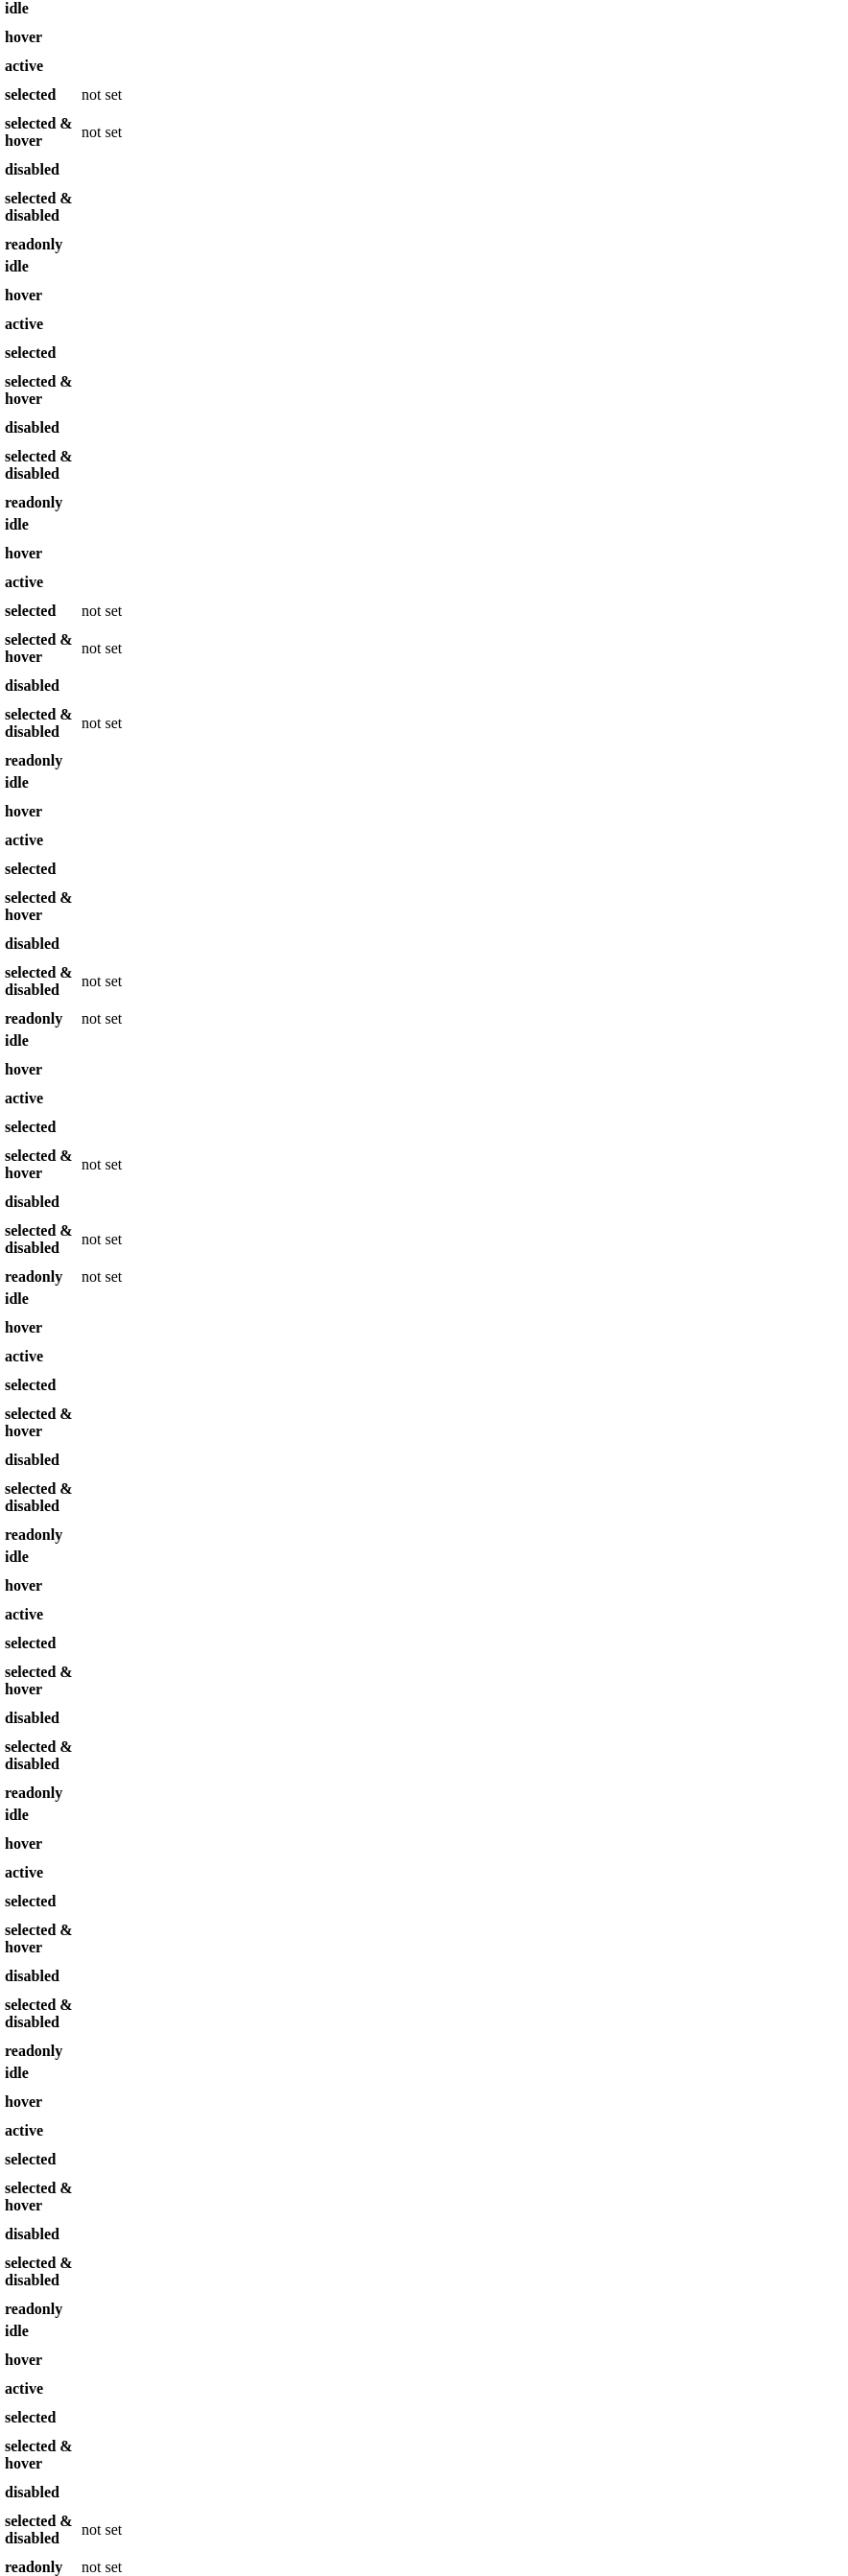 idle
hover
active
selected not set
selected &
hover not set
disabled
selected &
disabled
readonly
idle
hover
active
selected
selected &
hover
disabled
selected &
disabled
readonly
idle
hover
active
selected not set
selected &
hover not set
disabled
selected &
disabled not set
readonly
idle
hover
active
selected
selected &
hover
disabled
selected &
disabled not set
readonly not set
idle
hover
active
selected
selected &
hover not set
disabled
selected &
disabled not set
readonly not set
idle
hover
active
selected
selected &
hover
disabled
selected &
disabled
readonly
idle
hover
active
selected
selected &
hover
disabled
selected &
disabled
readonly
idle
hover
active
selected
selected &
hover
disabled
selected &
disabled
readonly
idle
hover
active
selected
selected &
hover
disabled
selected &
disabled
readonly
idle
hover
active
selected
selected &
hover
disabled
selected &
disabled not set
readonly not set